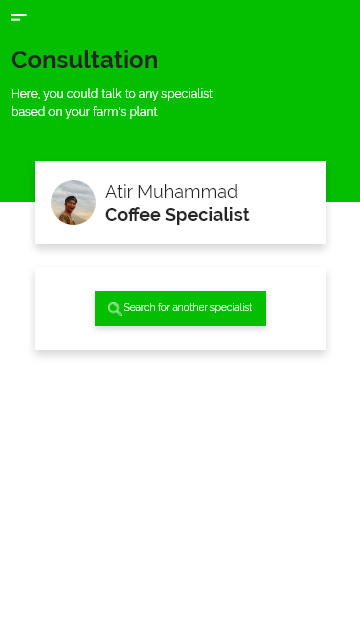 Consultation
Here, you could talk to any specialist
based on your farm's plant
Atir Muhammad
Coffee Specialist
Search for another specialist